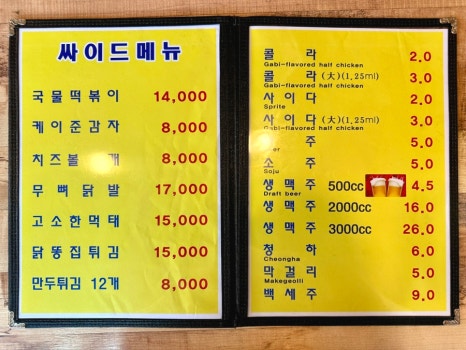 싸이드메뉴
국물떡볶이 14,000
케이준감자 8,000
치즈볼 개 8,000
무뼈닭발 17,000
고소한먹태 15,000
닭똥집튀김 15,000
만두튀김 12개 8,000
콜라 2.0
Gabi-flavored half chicken
콜라(大)(1,25ml) 3.0
Gabi-flavored half chicken
사이다 2.0
Sprite
사이다(大)(1,25ml) 3.0
Gabi-flavored half chicken
주 5.0
소주 5.0
Soju
생맥주 500cc 4.5
Draft beer
생맥주 2000cc 16.0
생맥주 3000cc 26.0
청하 6.0
Cheongha
막걸리 5.0
Makegeolli
백세주 9.0